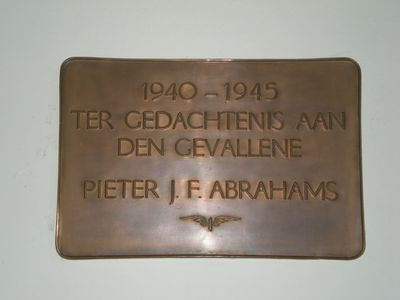 1940 – 1945
TER GEDACHTENIS AAN
DEN GEVALLENE
PIETER J. F. ABRAHAMS